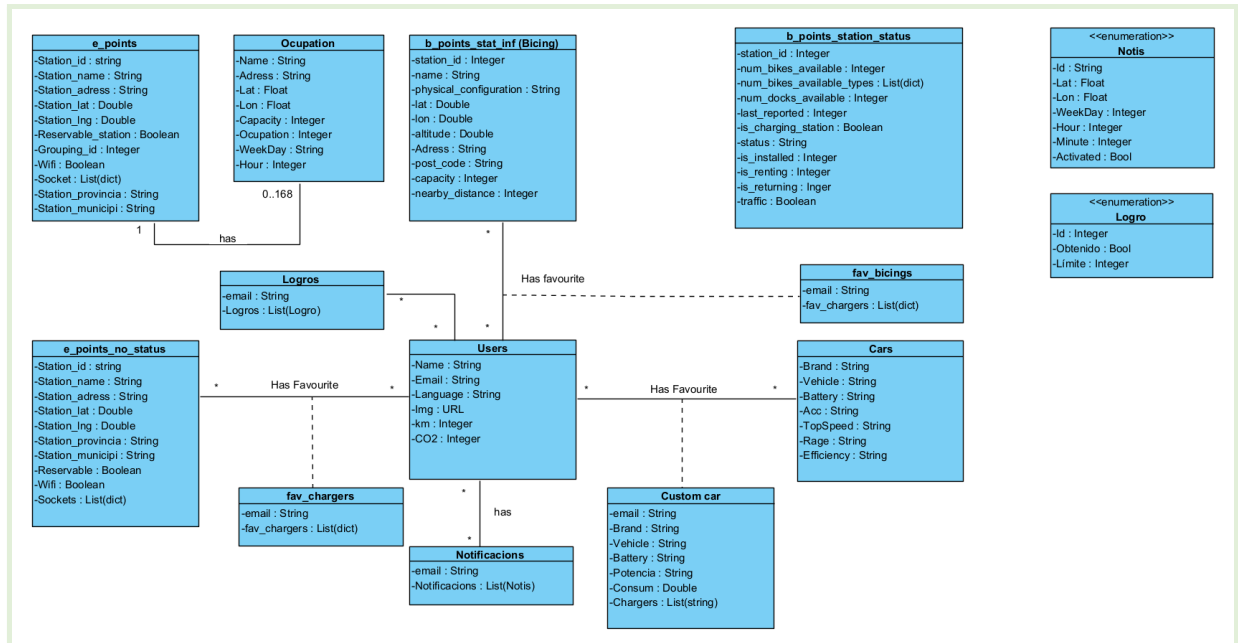 e_points
-Station_id : string
-Station_name : String
-Station_adress : String
-Station_lat : Double
-Station_lng : Double
-Reservable_station : Boolean
-Grouping_id : Integer
-Wifi : Boolean
-Socket : List(dict)
-Station_provincia : String
-Station_municipi : String
1
has
Ocupation
-Name : String
-Adress : String
-Lat : Float
-Lon : Float
-Capacity : Integer
-Ocupation : Integer
-WeekDay : String
-Hour : Integer
0..168
b_points_stat_inf (Bicing)
-station_id : Integer
-name : String
-physical_configuration : String
-lat : Double
-lon : Double
-altitude : Double
-Adress : String
-post_code : String
-capacity : Integer
-nearby_distance : Integer
*
Has favourite
*
b_points_station_status
-station_id : Integer
-num_bikes_available : Integer
-num_bikes_available_types : List(dict)
-num_docks_available : Integer
-last_reported : Integer
-is_charging_station : Boolean
-status : String
-is_installed : Integer
-is_renting : Integer
-is_returning : Inger
-traffic : Boolean
<<enumeration>>
Notis
-Id : String
-Lat : Float
-Lon : Float
-WeekDay : Integer
-Hour : Integer
-Minute : Integer
-Activated : Bool
<<enumeration>>
Logro
-Id : Integer
-Obtenido : Bool
-Límite : Integer
Logros
-email : String
-Logros : List(Logro)
*
*
fav_bicings
-email : String
-fav_chargers : List(dict)
e_points_no_status
-Station_id : string
-Station_name : String
-Station_adress : String
-Station_lat : Double
-Station_lng : Double
-Station_provincia : String
-Station_municipi : String
-Reservable : Boolean
-Wifi : Boolean
-Sockets : List(dict)
*
Has Favourite
*
Users
-Name : String
-Email : String
-Language : String
-Img : URL
-km : Integer
-CO2 : Integer
*
Has Favourite
*
Cars
-Brand : String
-Vehicle : String
-Battery : String
-Acc : String
-TopSpeed : String
-Rage : String
-Efficiency : String
fav_chargers
-email : String
-fav_chargers : List(dict)
*
has
*
Notificacions
-email : String
-Notificacions : List(Notis)
Custom car
-email : String
-Brand : String
-Vehicle : String
-Battery : String
-Potencia : String
-Consum : Double
-Chargers : List(string)